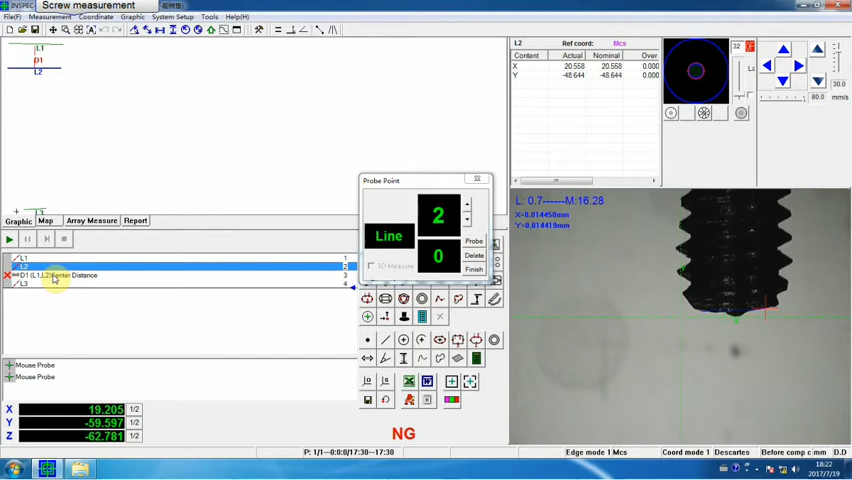 INSPEC
Screw measurement
File(F) Measurement Coordinate Graphic System Setup Tools Help(H)
L1
D1
L2
L3
L2 Ref coord: Mcs
Content Actual Nominal Over
X 20.558 20.558 0.000
Y -48.644 -48.644 0.000
32
30.0
80.0 mm/s
Probe Point
2
Line
0
Probe
Delete
Finish
3D Measure
Graphic Map Array Measure Report
L1 1
L2 2
D1 (L1,L2)Center Distance 3
L3 4
L: 0.7------M:16.28
X=0.014450mm
Y=0.014419mm
Mouse Probe
Mouse Probe
X 19.205 1/2
Y -59.597 1/2
Z -62.781 1/2
NG
P: 1/1--0:0:0/17:30--17:30
Edge mode 1 Mcs Coord mode 1 Descartes Before comp c mm D.D
18:22
2017/7/19